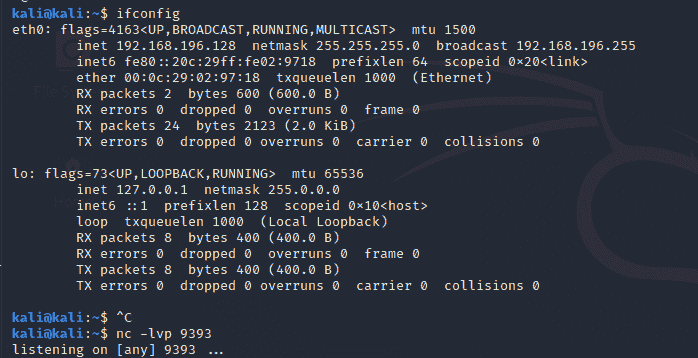 kali@kali:~$ ifconfig
eth0: flags=4163<UP,BROADCAST,RUNNING,MULTICAST>  mtu 1500
        inet 192.168.196.128  netmask 255.255.255.0  broadcast 192.168.196.255
        inet6 fe80::20c:29ff:fe02:9718  prefixlen 64  scopeid 0×20<link>
        ether 00:0c:29:02:97:18  txqueuelen 1000  (Ethernet)
        RX packets 2  bytes 600 (600.0 B)
        RX errors 0  dropped 0  overruns 0  frame 0
        TX packets 24  bytes 2123 (2.0 KiB)
        TX errors 0  dropped 0 overruns 0  carrier 0  collisions 0

lo: flags=73<UP,LOOPBACK,RUNNING>  mtu 65536
        inet 127.0.0.1  netmask 255.0.0.0
        inet6 ::1  prefixlen 128  scopeid 0×10<host>
        loop  txqueuelen 1000  (Local Loopback)
        RX packets 8  bytes 400 (400.0 B)
        RX errors 0  dropped 0  overruns 0  frame 0
        TX packets 8  bytes 400 (400.0 B)
        TX errors 0  dropped 0 overruns 0  carrier 0  collisions 0

kali@kali:~$ ^C
kali@kali:~$ nc -lvp 9393
listening on [any] 9393 ...